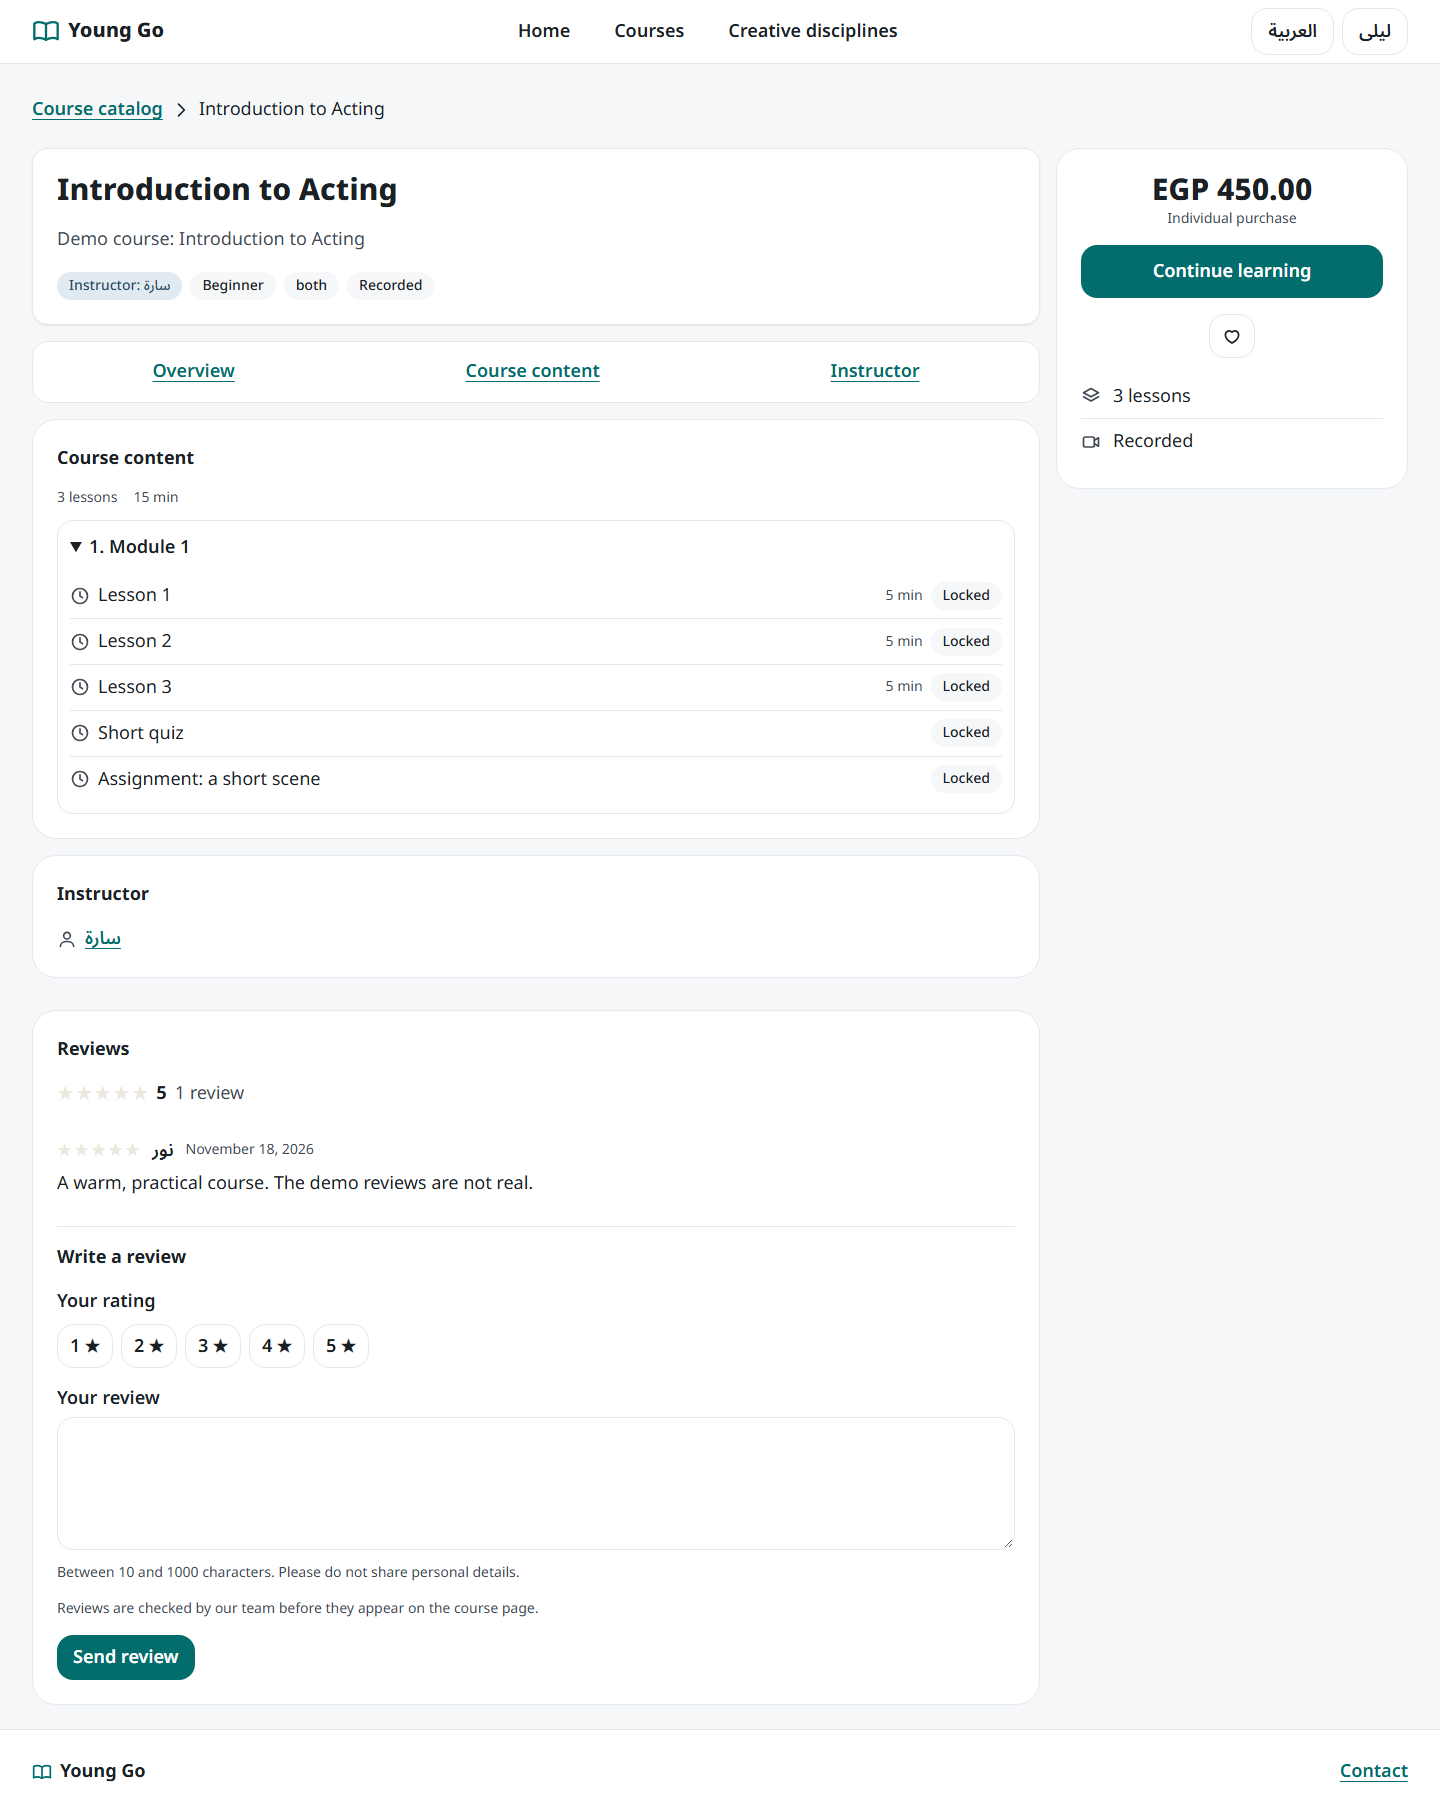 Young Go
Home
Courses
Creative disciplines
العربية
ليلى
Course catalog
Introduction to Acting
Introduction to Acting
Demo course: Introduction to Acting
Instructor: سارة
Beginner
both
Recorded
EGP 450.00
Individual purchase
Continue learning
3 lessons
Recorded
Overview
Course content
Instructor
Course content
3 lessons 15 min
1. Module 1
Lesson 1 5 min Locked
Lesson 2 5 min Locked
Lesson 3 5 min Locked
Short quiz Locked
Assignment: a short scene Locked
Instructor
سارة
Reviews
★★★★★ 5 1 review
★★★★★ نور November 18, 2026
A warm, practical course. The demo reviews are not real.
Write a review
Your rating
1 ★ 2 ★ 3 ★ 4 ★ 5 ★
Your review
Between 10 and 1000 characters. Please do not share personal details.
Reviews are checked by our team before they appear on the course page.
Send review
Young Go
Contact